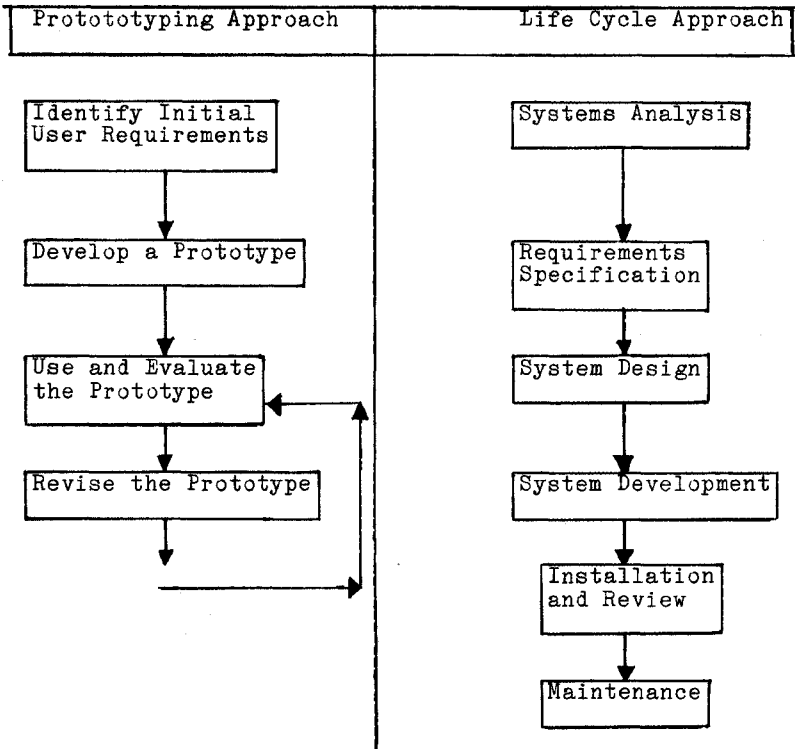 Protototyping Approach
Life Cycle Approach
Identify Initial
User Requirements
Develop a Prototype
Use and Evaluate
the Prototype
Revise the Prototype
Systems Analysis
Requirements
Specification
System Design
System Development
Installation
and Review
Maintenance